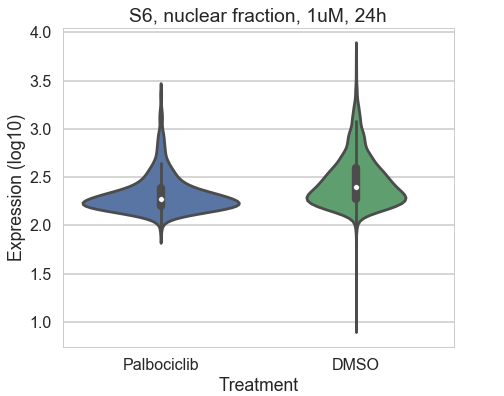 S6, nuclear fraction, 1uM, 24h
Expression (log10)
4.0
3.5
3.0
2.5
2.0
1.5
1.0
Palbociclib
DMSO
Treatment